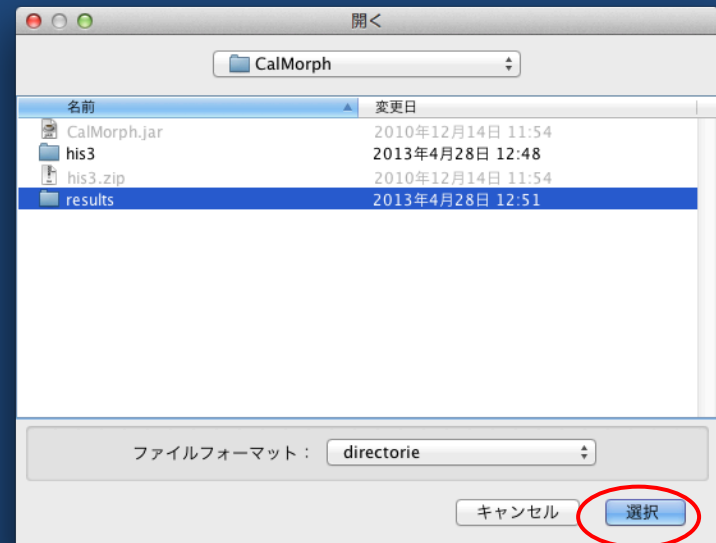 開く
CalMorph
名前 変更日
CalMorph.jar 2010年12月14日 11:54
his3 2013年4月28日 12:48
his3.zip 2010年12月14日 11:54
results 2013年4月28日 12:51
ファイルフォーマット： directorie
キャンセル 選択